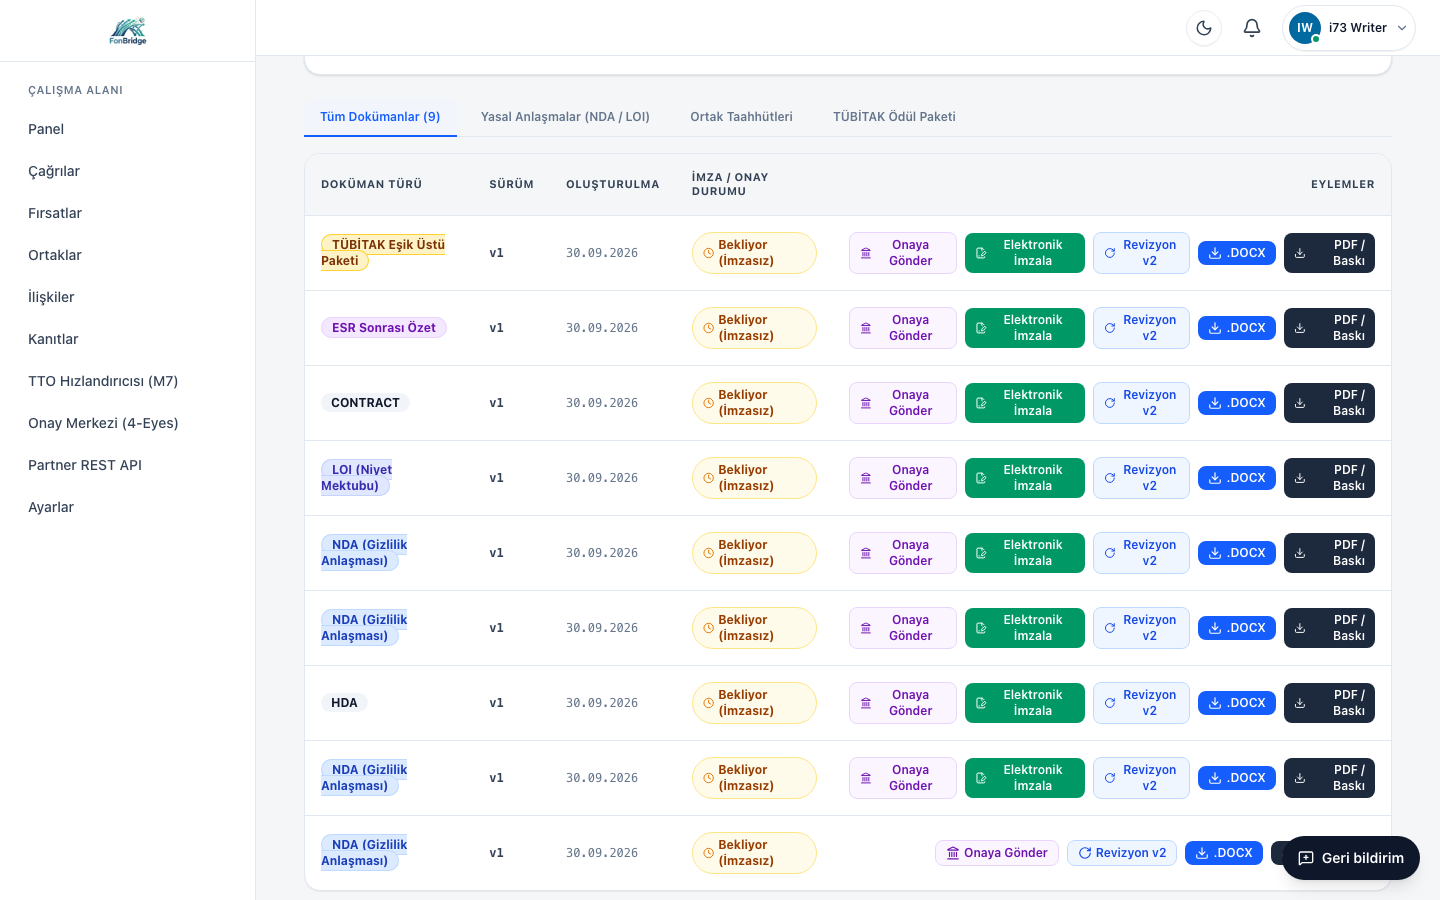 FonBridge
IW
i73 Writer
ÇALIŞMA ALANI
Panel
Çağrılar
Fırsatlar
Ortaklar
İlişkiler
Kanıtlar
TTO Hızlandırıcısı (M7)
Onay Merkezi (4-Eyes)
Partner REST API
Ayarlar
Tüm Dokümanlar (9)
Yasal Anlaşmalar (NDA / LOI)
Ortak Taahhütleri
TÜBİTAK Ödül Paketi
DOKÜMAN TÜRÜ
SÜRÜM
OLUŞTURULMA
İMZA / ONAY
DURUMU
EYLEMLER
TÜBİTAK Eşik Üstü
Paketi
v1
30.09.2026
Bekliyor
(İmzasız)
Onaya
Gönder
Elektronik
İmzala
Revizyon
v2
.DOCX
PDF /
Baskı
ESR Sonrası Özet
v1
30.09.2026
Bekliyor
(İmzasız)
Onaya
Gönder
Elektronik
İmzala
Revizyon
v2
.DOCX
PDF /
Baskı
CONTRACT
v1
30.09.2026
Bekliyor
(İmzasız)
Onaya
Gönder
Elektronik
İmzala
Revizyon
v2
.DOCX
PDF /
Baskı
LOI (Niyet
Mektubu)
v1
30.09.2026
Bekliyor
(İmzasız)
Onaya
Gönder
Elektronik
İmzala
Revizyon
v2
.DOCX
PDF /
Baskı
NDA (Gizlilik
Anlaşması)
v1
30.09.2026
Bekliyor
(İmzasız)
Onaya
Gönder
Elektronik
İmzala
Revizyon
v2
.DOCX
PDF /
Baskı
NDA (Gizlilik
Anlaşması)
v1
30.09.2026
Bekliyor
(İmzasız)
Onaya
Gönder
Elektronik
İmzala
Revizyon
v2
.DOCX
PDF /
Baskı
HDA
v1
30.09.2026
Bekliyor
(İmzasız)
Onaya
Gönder
Elektronik
İmzala
Revizyon
v2
.DOCX
PDF /
Baskı
NDA (Gizlilik
Anlaşması)
v1
30.09.2026
Bekliyor
(İmzasız)
Onaya
Gönder
Elektronik
İmzala
Revizyon
v2
.DOCX
PDF /
Baskı
NDA (Gizlilik
Anlaşması)
v1
30.09.2026
Bekliyor
(İmzasız)
Onaya Gönder
Revizyon v2
.DOCX
Geri bildirim